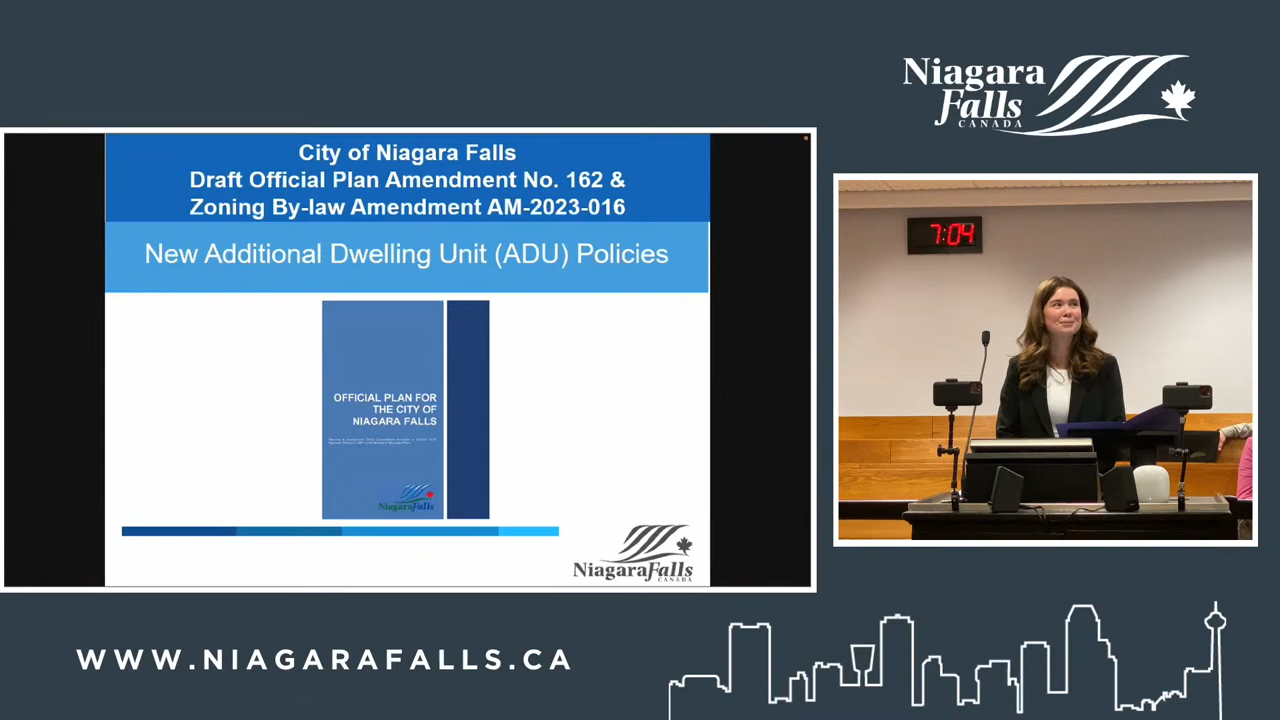 Niagara
Falls
CANADA
City of Niagara Falls
Draft Official Plan Amendment No. 162 &
Zoning By-law Amendment AM-2023-016
New Additional Dwelling Unit (ADU) Policies
7:04
OFFICIAL PLAN FOR
THE CITY OF
NIAGARA FALLS
NiagaraFalls
NiagaraFalls
CANADA
WWW.NIAGARAFALLS.CA